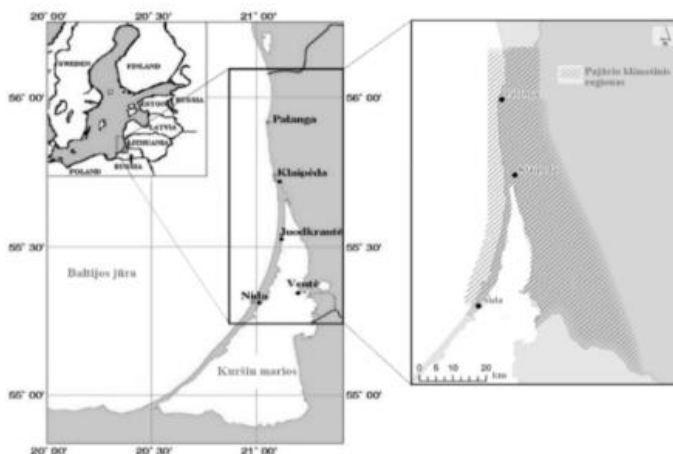 20° 00'
20° 30'
21° 00'
SWEDEN
FINLAND
RUSSIA
LATVIA
LITHUANIA
POLAND
RUSSIA
56° 00'
56° 00'
Palanga
Klaipėda
Juodkrantė
55° 30'
55° 30'
Baltijos jūra
Ventė
Nida
Kuršiu marios
55° 00'
55° 00'
20° 00'
20° 30'
21° 00'
Pajūrio klimatinis
regionas
Palanga
Nida
0 5 10 20
km